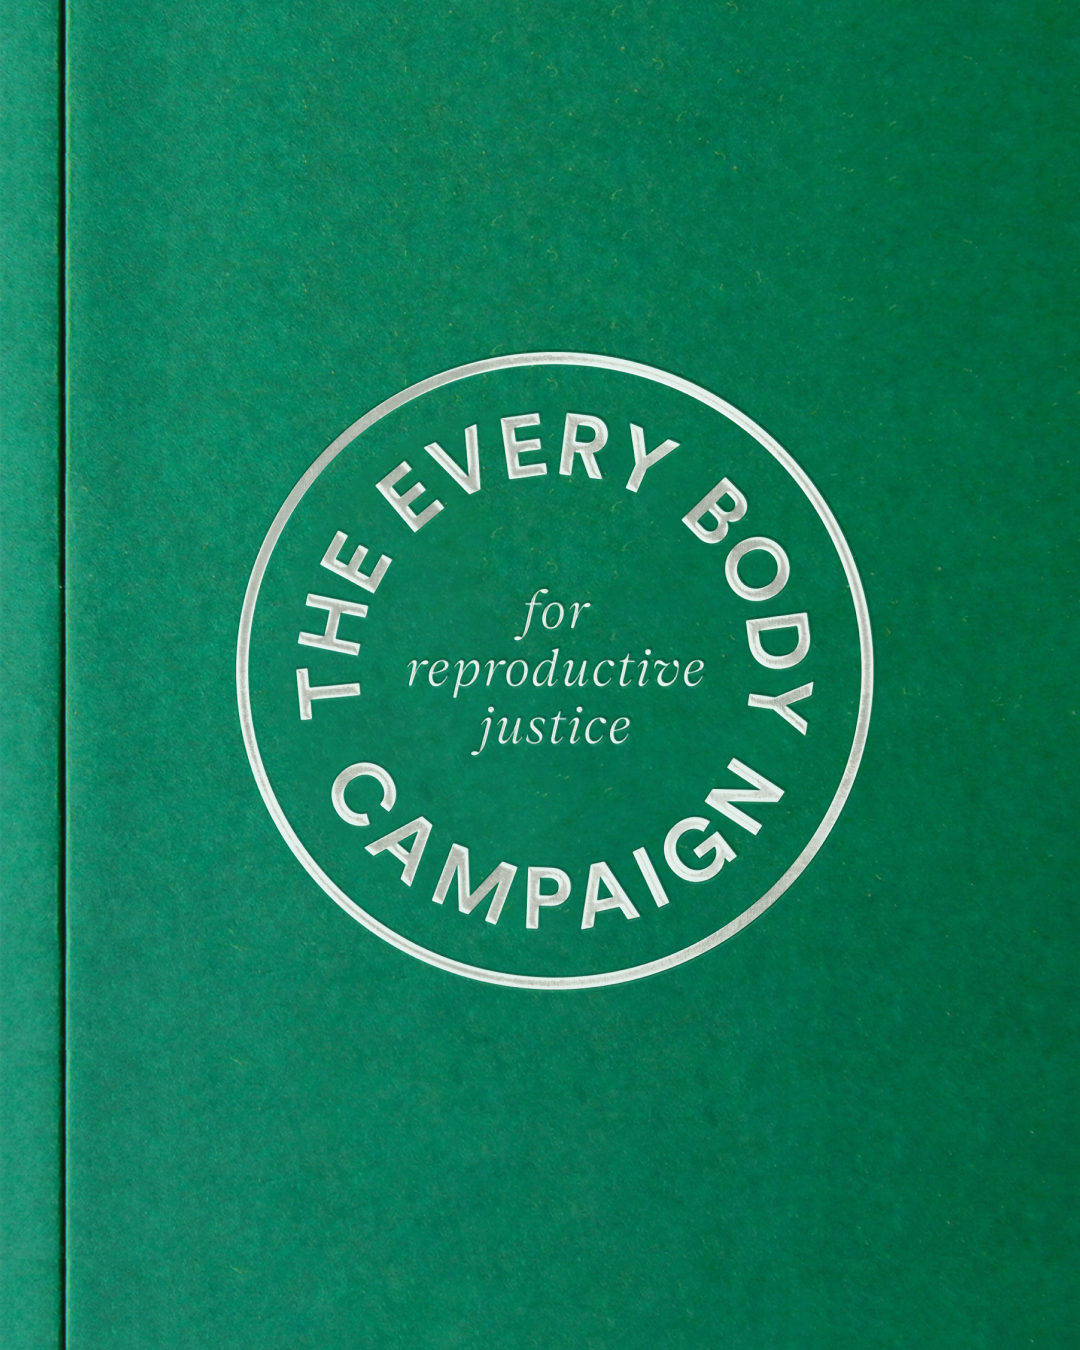 THE EVERY BODY
for
reproductive
justice
CAMPAIGN